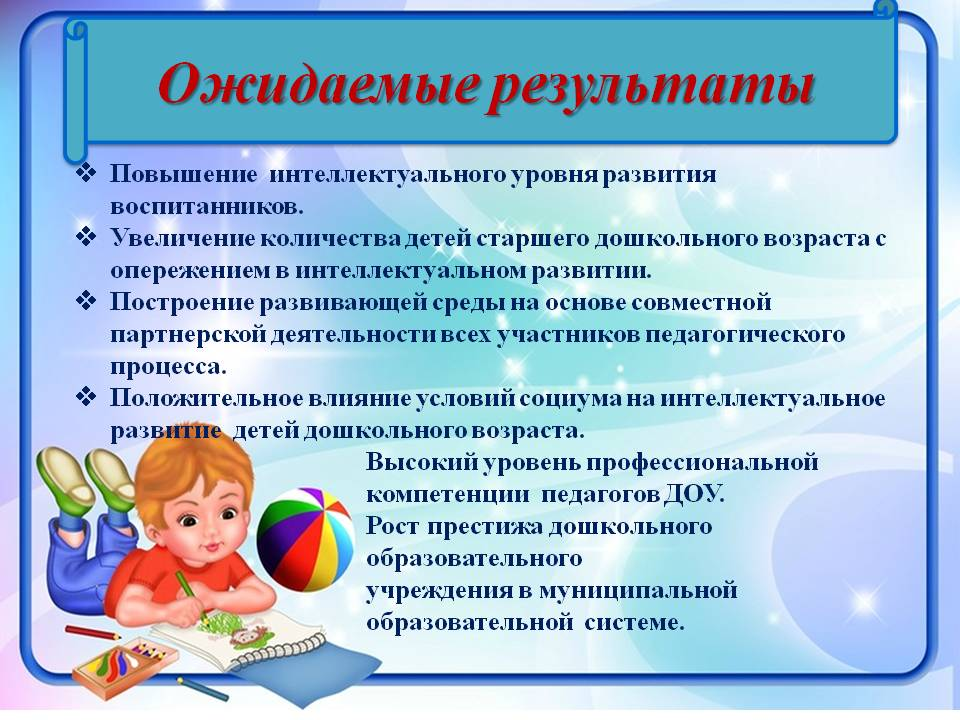 Ожидаемые результаты
❖ Повышение интеллектуального уровня развития
воспитанников.
❖ Увеличение количества детей старшего дошкольного возраста с
опережением в интеллектуальном развитии.
❖ Построение развивающей среды на основе совместной
партнерской деятельности всех участников педагогического
процесса.
❖ Положительное влияние условий социума на интеллектуальное
развитие детей дошкольного возраста.
Высокий уровень профессиональной
компетенции педагогов ДОУ.
Рост престижа дошкольного
образовательного
учреждения в муниципальной
образовательной системе.